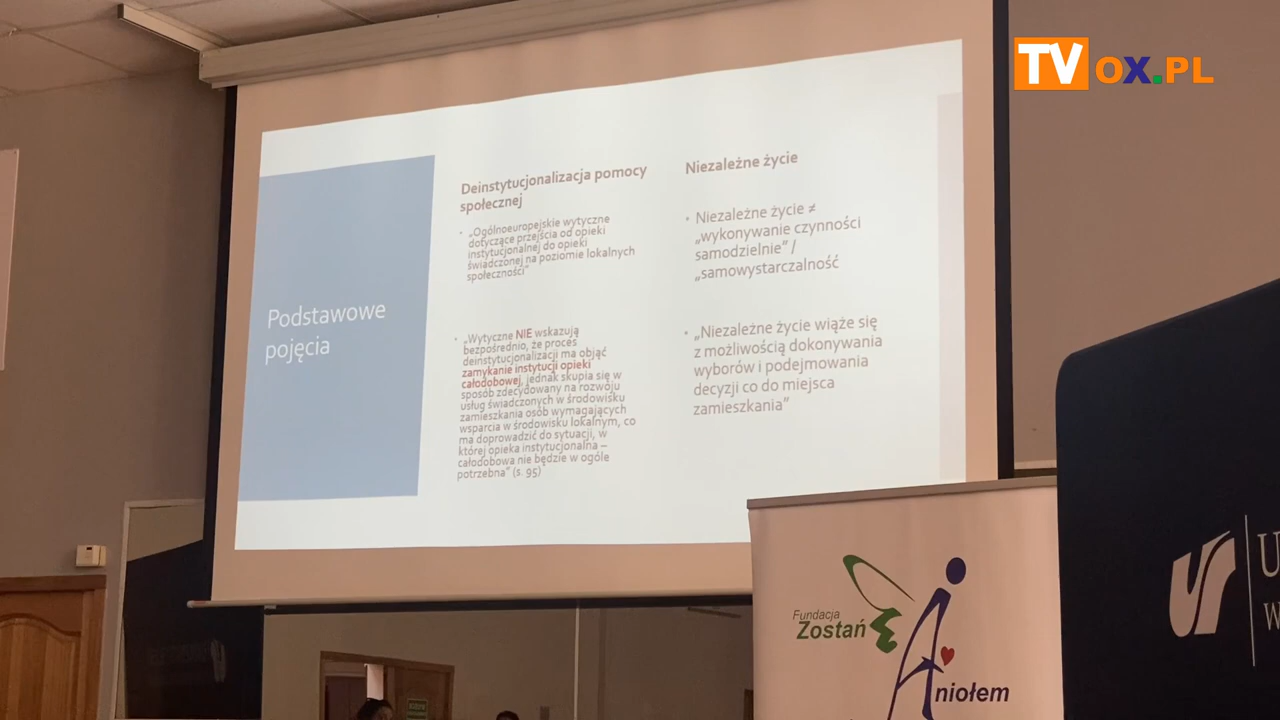 TVOX.PL
Podstawowe
pojęcia
Deinstytucjonalizacja pomocy
społecznej
• „Ogólnoeuropejskie wytyczne
dotyczące przejścia od opieki
instytucjonalnej do opieki
świadczonej na poziomie lokalnych
społeczności”
• „Wytyczne NIE wskazują
bezpośrednio, że proces
deinstytucjonalizacji ma objąć
zamykanie instytucji opieki
całodobowej, jednak skupia się w
sposób zdecydowany na rozwoju
usług świadczonych w środowisku
zamieszkania osób wymagających
wsparcia w środowisku lokalnym, co
ma doprowadzić do sytuacji, w
której opieka instytucjonalna –
całodobowa nie będzie w ogóle
potrzebna” (s. 95)
Niezależne życie
• Niezależne życie ≠
„wykonywanie czynności
samodzielnie” /
„samowystarczalność
• „Niezależne życie wiąże się
z możliwością dokonywania
wyborów i podejmowania
decyzji co do miejsca
zamieszkania”
Fundacja
Zostań
Aniołem
U
W